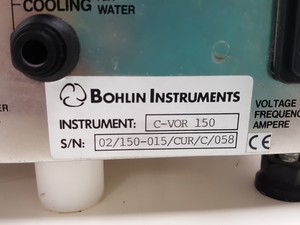 COOLING
WATER
BOHLIN INSTRUMENTS
INSTRUMENT: C-VOR 150
S/N: 02/150-015/CUR/C/058
VOLTAGE
FREQUENC
AMPERE
CE